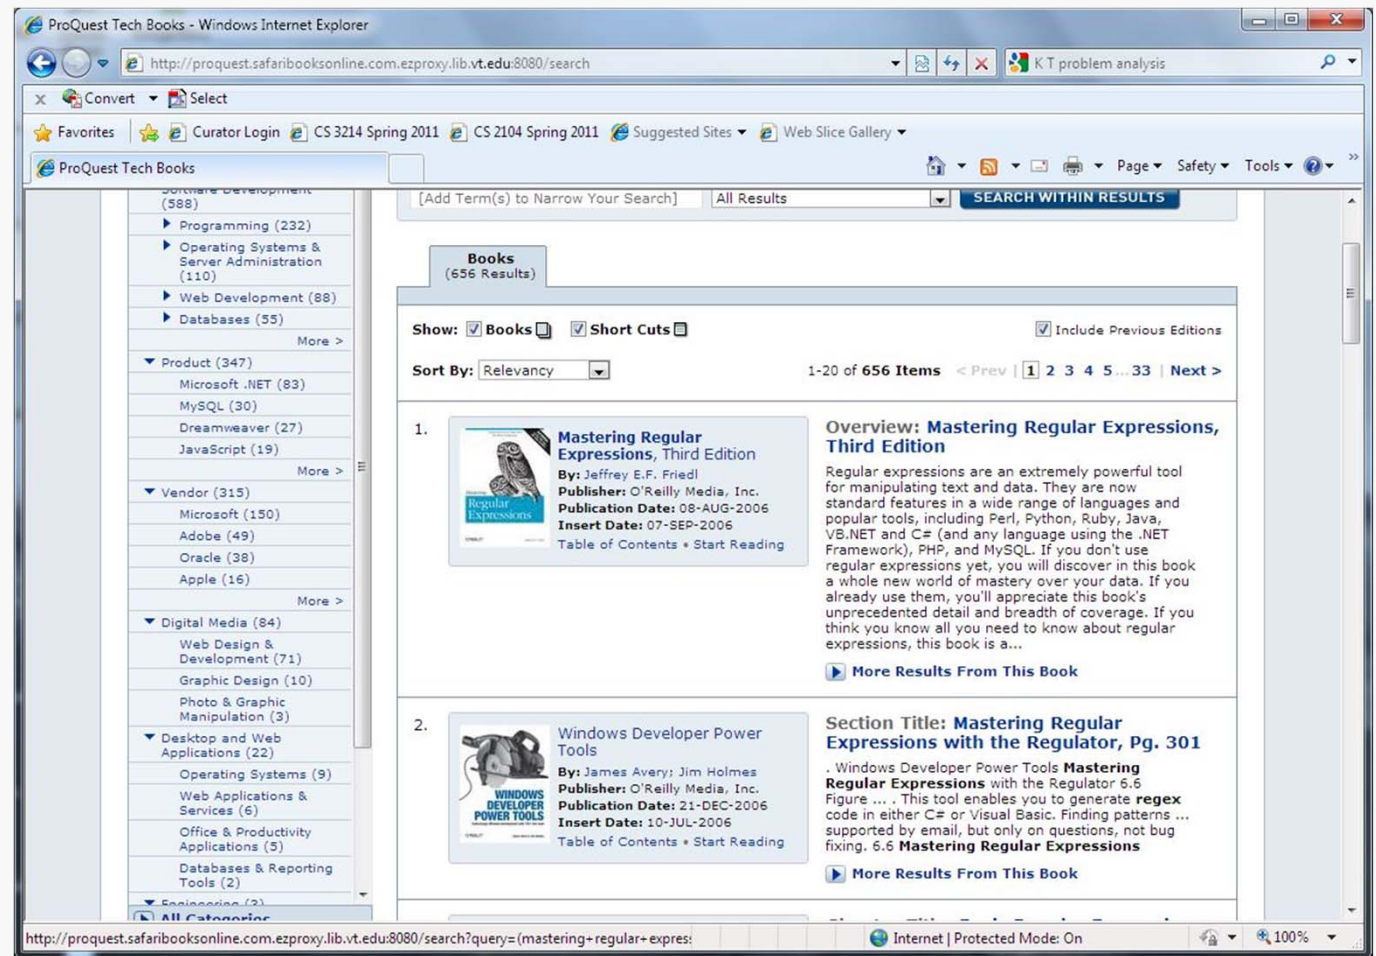 ProQuest Tech Books - Windows Internet Explorer
http://proquest.safaribooksonline.com.ezproxy.lib.vt.edu:8080/search
K T problem analysis
x Convert Select
Favorites Curator Login CS 3214 Spring 2011 CS 2104 Spring 2011 Suggested Sites Web Slice Gallery
ProQuest Tech Books
Page Safety Tools
Software Development
(588)
Programming (232)
Operating Systems &
Server Administration
(110)
Web Development (88)
Databases (55)
More >
Product (347)
Microsoft .NET (83)
MySQL (30)
Dreamweaver (27)
JavaScript (19)
More >
Vendor (315)
Microsoft (150)
Adobe (49)
Oracle (38)
Apple (16)
More >
Digital Media (84)
Web Design &
Development (71)
Graphic Design (10)
Photo & Graphic
Manipulation (3)
Desktop and Web
Applications (22)
Operating Systems (9)
Web Applications &
Services (6)
Office & Productivity
Applications (5)
Databases & Reporting
Tools (2)
Engineering (3)
All Categories
[Add Term(s) to Narrow Your Search] All Results SEARCH WITHIN RESULTS
Books
(656 Results)
Show: Books Short Cuts Include Previous Editions
Sort By: Relevancy 1-20 of 656 Items < Prev | 1 2 3 4 5 ... 33 | Next >
1.
Mastering Regular
Expressions, Third Edition
By: Jeffrey E.F. Friedl
Publisher: O'Reilly Media, Inc.
Publication Date: 08-AUG-2006
Insert Date: 07-SEP-2006
Table of Contents • Start Reading
Regular
Expressions
Overview: Mastering Regular Expressions,
Third Edition
Regular expressions are an extremely powerful tool
for manipulating text and data. They are now
standard features in a wide range of languages and
popular tools, including Perl, Python, Ruby, Java,
VB.NET and C# (and any language using the .NET
Framework), PHP, and MySQL. If you don't use
regular expressions yet, you will discover in this book
a whole new world of mastery over your data. If you
already use them, you'll appreciate this book's
unprecedented detail and breadth of coverage. If you
think you know all you need to know about regular
expressions, this book is a...
More Results From This Book
2.
Windows Developer Power
Tools
By: James Avery; Jim Holmes
Publisher: O'Reilly Media, Inc.
Publication Date: 21-DEC-2006
Insert Date: 10-JUL-2006
Table of Contents • Start Reading
WINDOWS
DEVELOPER
POWER TOOLS
Section Title: Mastering Regular
Expressions with the Regulator, Pg. 301
. Windows Developer Power Tools Mastering
Regular Expressions with the Regulator 6.6
Figure ... . This tool enables you to generate regex
code in either C# or Visual Basic. Finding patterns ...
supported by email, but only on questions, not bug
fixing. 6.6 Mastering Regular Expressions
More Results From This Book
http://proquest.safaribooksonline.com.ezproxy.lib.vt.edu:8080/search?query=(mastering+regular+expres:
Internet | Protected Mode: On
100%